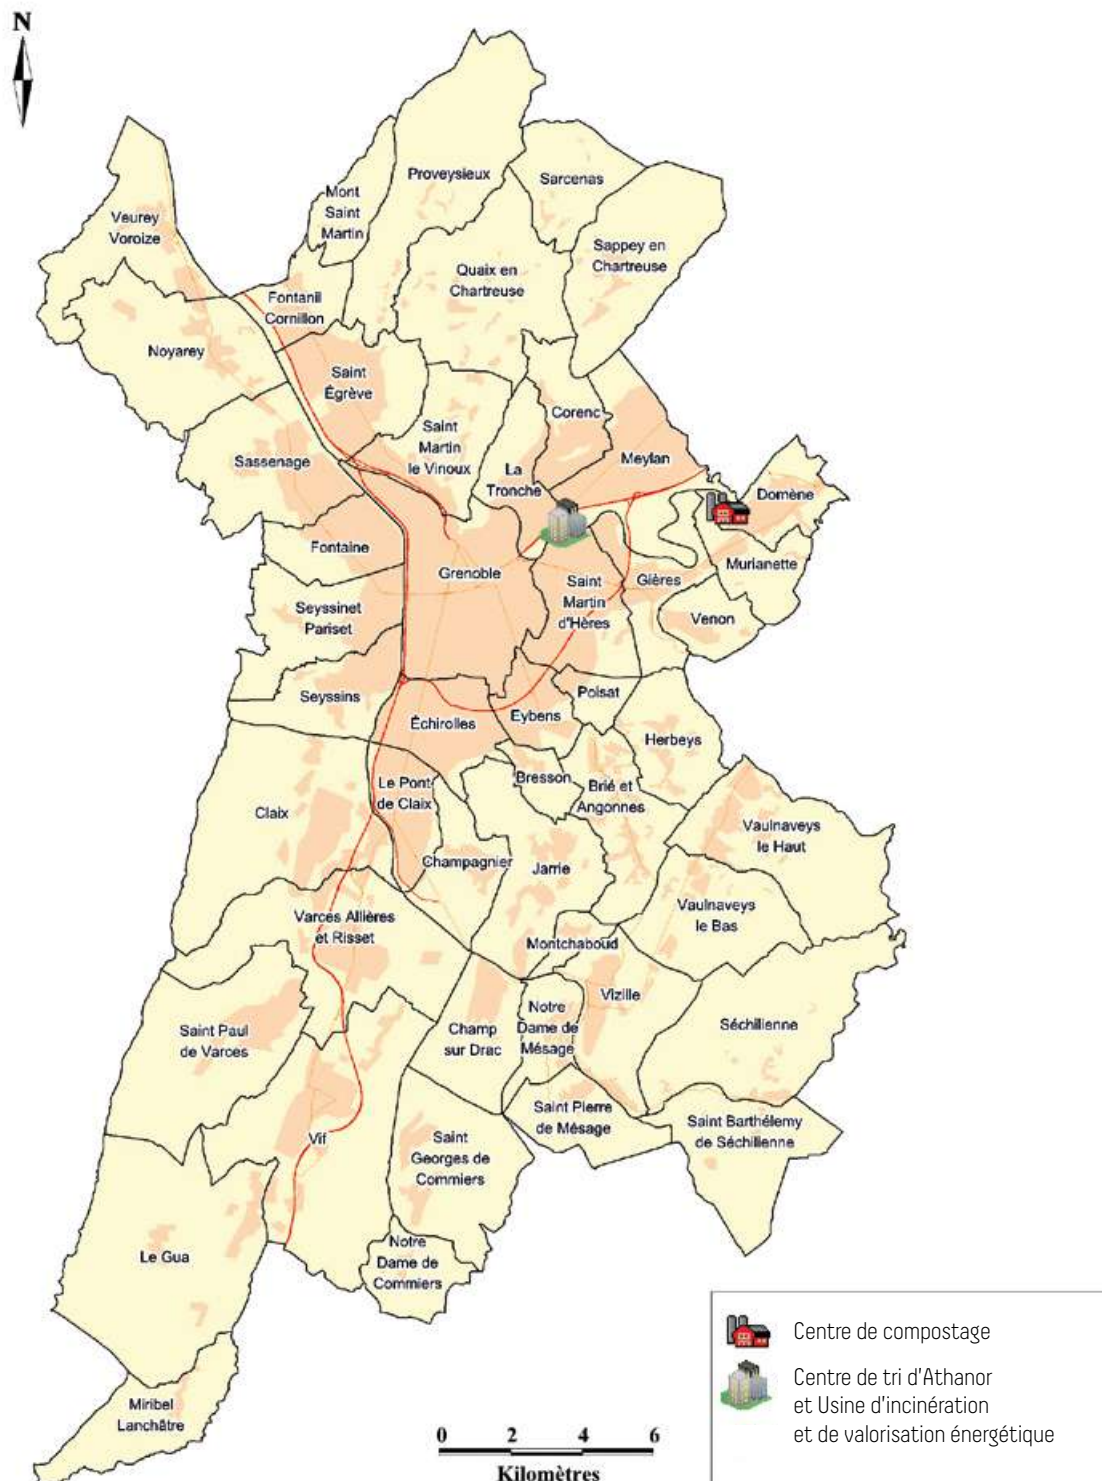 N
Proveysieux
Sarcenas
Mont
Saint
Martin
Veurey
Voroize
Sappey en
Chartreuse
Quaix en
Chartreuse
Fontanil
Cornillon
Noyarey
Saint
Égrève
Corenc
Saint
Martin
le Vinoux
Meylan
Sassenage
La
Tronche
Domène
Fontaine
Murianette
Grenoble
Saint
Martin
d'Hères
Gières
Seyssinet
Pariset
Venon
Seyssins
Poisat
Échirolles
Eybens
Herbeys
Bresson
Brié et
Angonnes
Le Pont
de Claix
Claix
Vaulnaveys
le Haut
Champagnier
Jarrie
Varces Allières
et Risset
Vaulnaveys
le Bas
Montchaboud
Vizille
Notre
Dame de
Mésage
Séchilienne
Saint Paul
de Varces
Champ
sur Drac
Saint Pierre
de Mésage
Saint Barthélemy
de Séchilienne
Vif
Saint
Georges de
Commiers
Le Gua
Notre
Dame de
Commiers
Miribel
Lanchâtre
Centre de compostage
Centre de tri d'Athanor
et Usine d'incinération
et de valorisation énergétique
0 2 4 6
Kilomètres